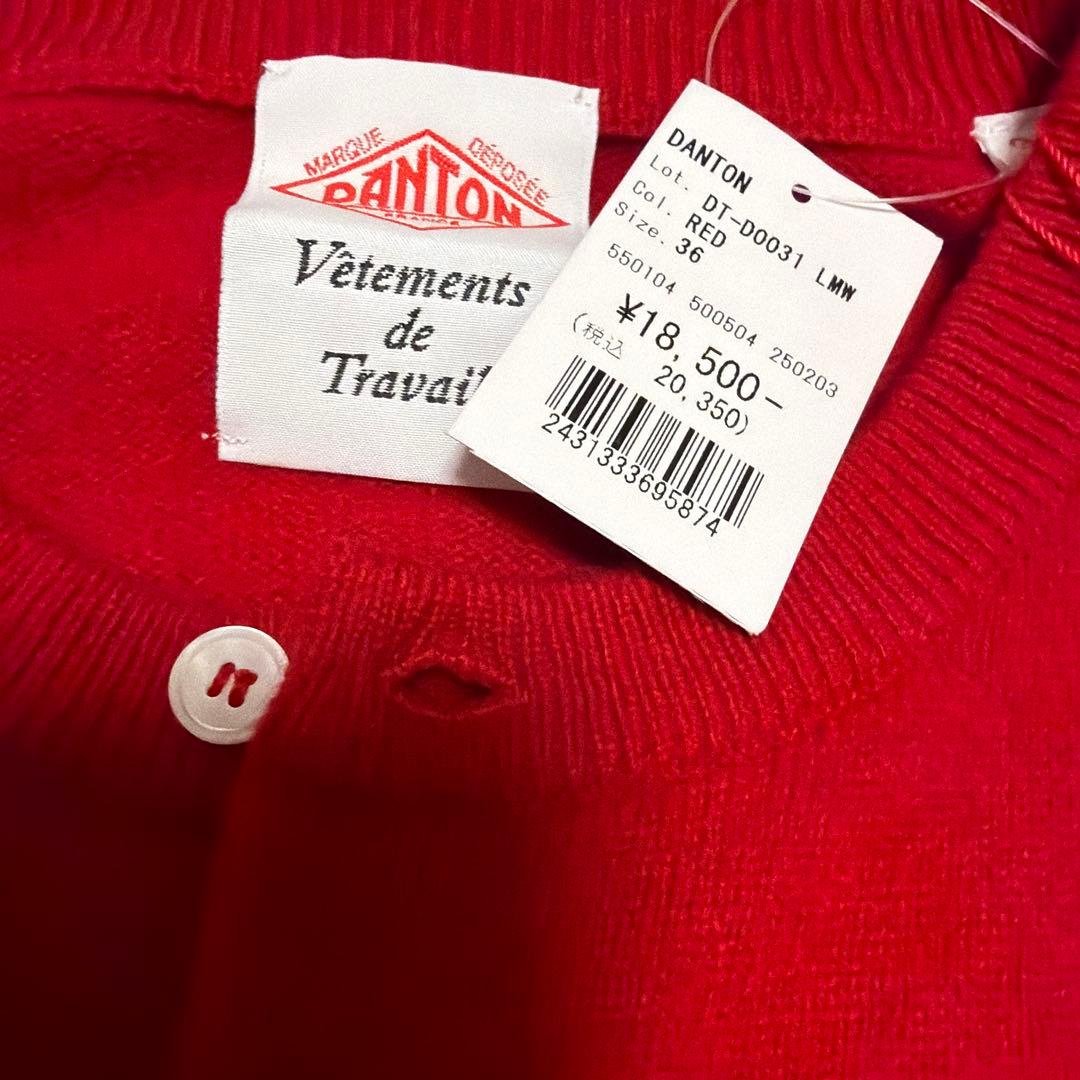 MARQUE DÉPOSÉE
DANTON
FRANCE
Vêtements
de
Travail
DANTON
Lot. DT-D0031 LMW
Col. RED
Size. 36
550104 500504 250203
¥18,500-
(税込 20,350)
2431333695874